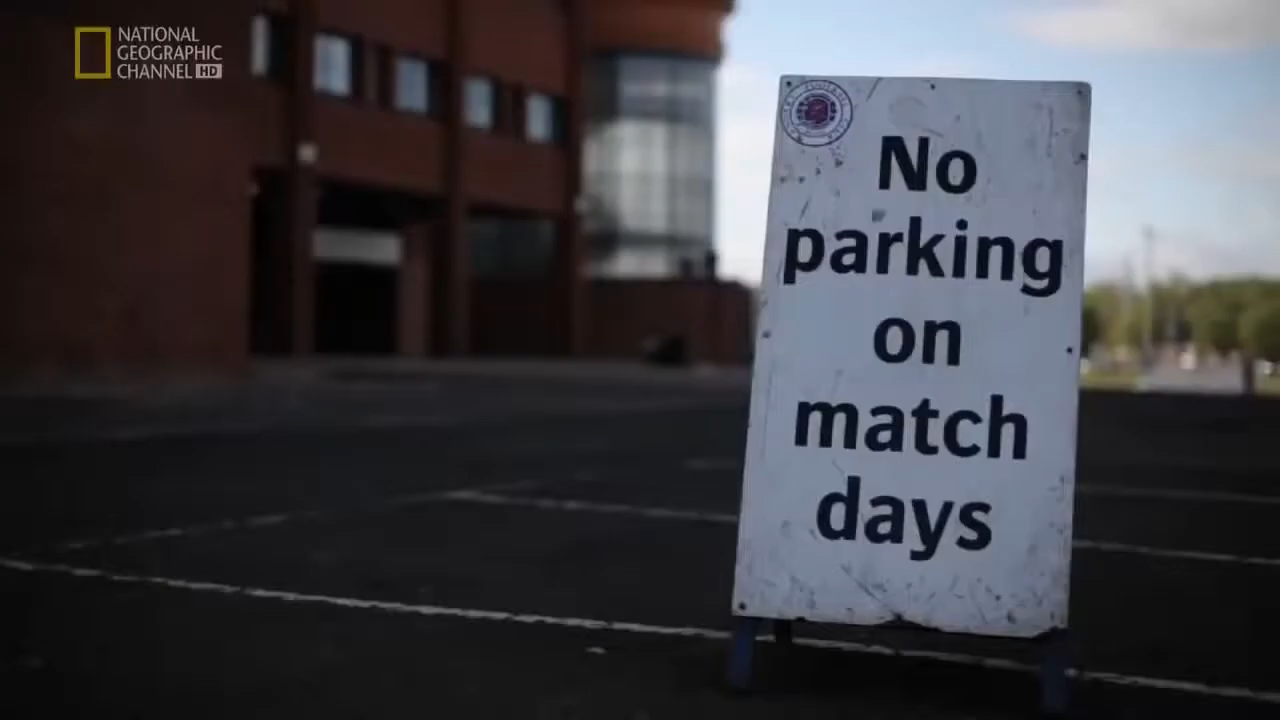 NATIONAL
GEOGRAPHIC
CHANNEL HD
No
parking
on
match
days